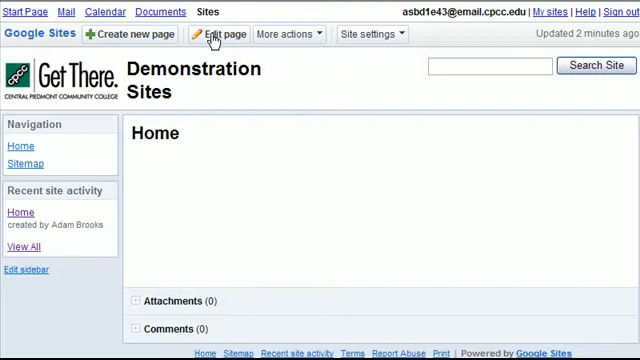 Start Page Mail Calendar Documents Sites asbd1e43@email.cpcc.edu | My sites | Help | Sign out
Google Sites Create new page Edit page More actions Site settings Updated 2 minutes ago
cpcc Get There.
CENTRAL PIEDMONT COMMUNITY COLLEGE
Demonstration
Sites
Search Site
Navigation
Home
Sitemap
Recent site activity
Home
created by Adam Brooks
View All
Edit sidebar
Home
Attachments (0)
Comments (0)
Home Sitemap Recent site activity Terms Report Abuse Print | Powered by Google Sites